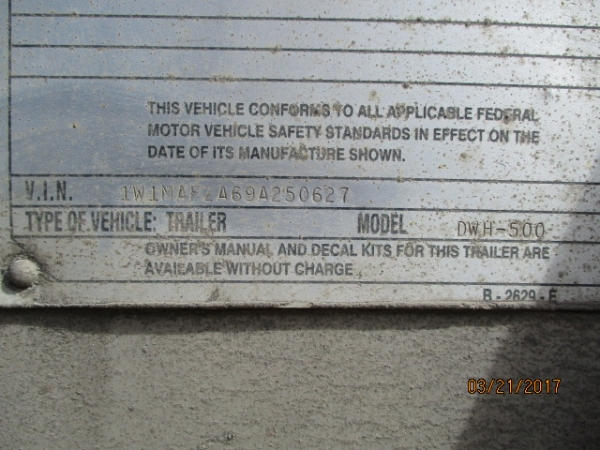 THIS VEHICLE CONFORMS TO ALL APPLICABLE FEDERAL
MOTOR VEHICLE SAFETY STANDARDS IN EFFECT ON THE
DATE OF ITS MANUFACTURE SHOWN.
V.I.N.
TYPE OF VEHICLE: TRAILER MODEL DWH-500
OWNER'S MANUAL AND DECAL KITS FOR THIS TRAILER ARE
AVAILABLE WITHOUT CHARGE
B-2629-E
03/21/2017